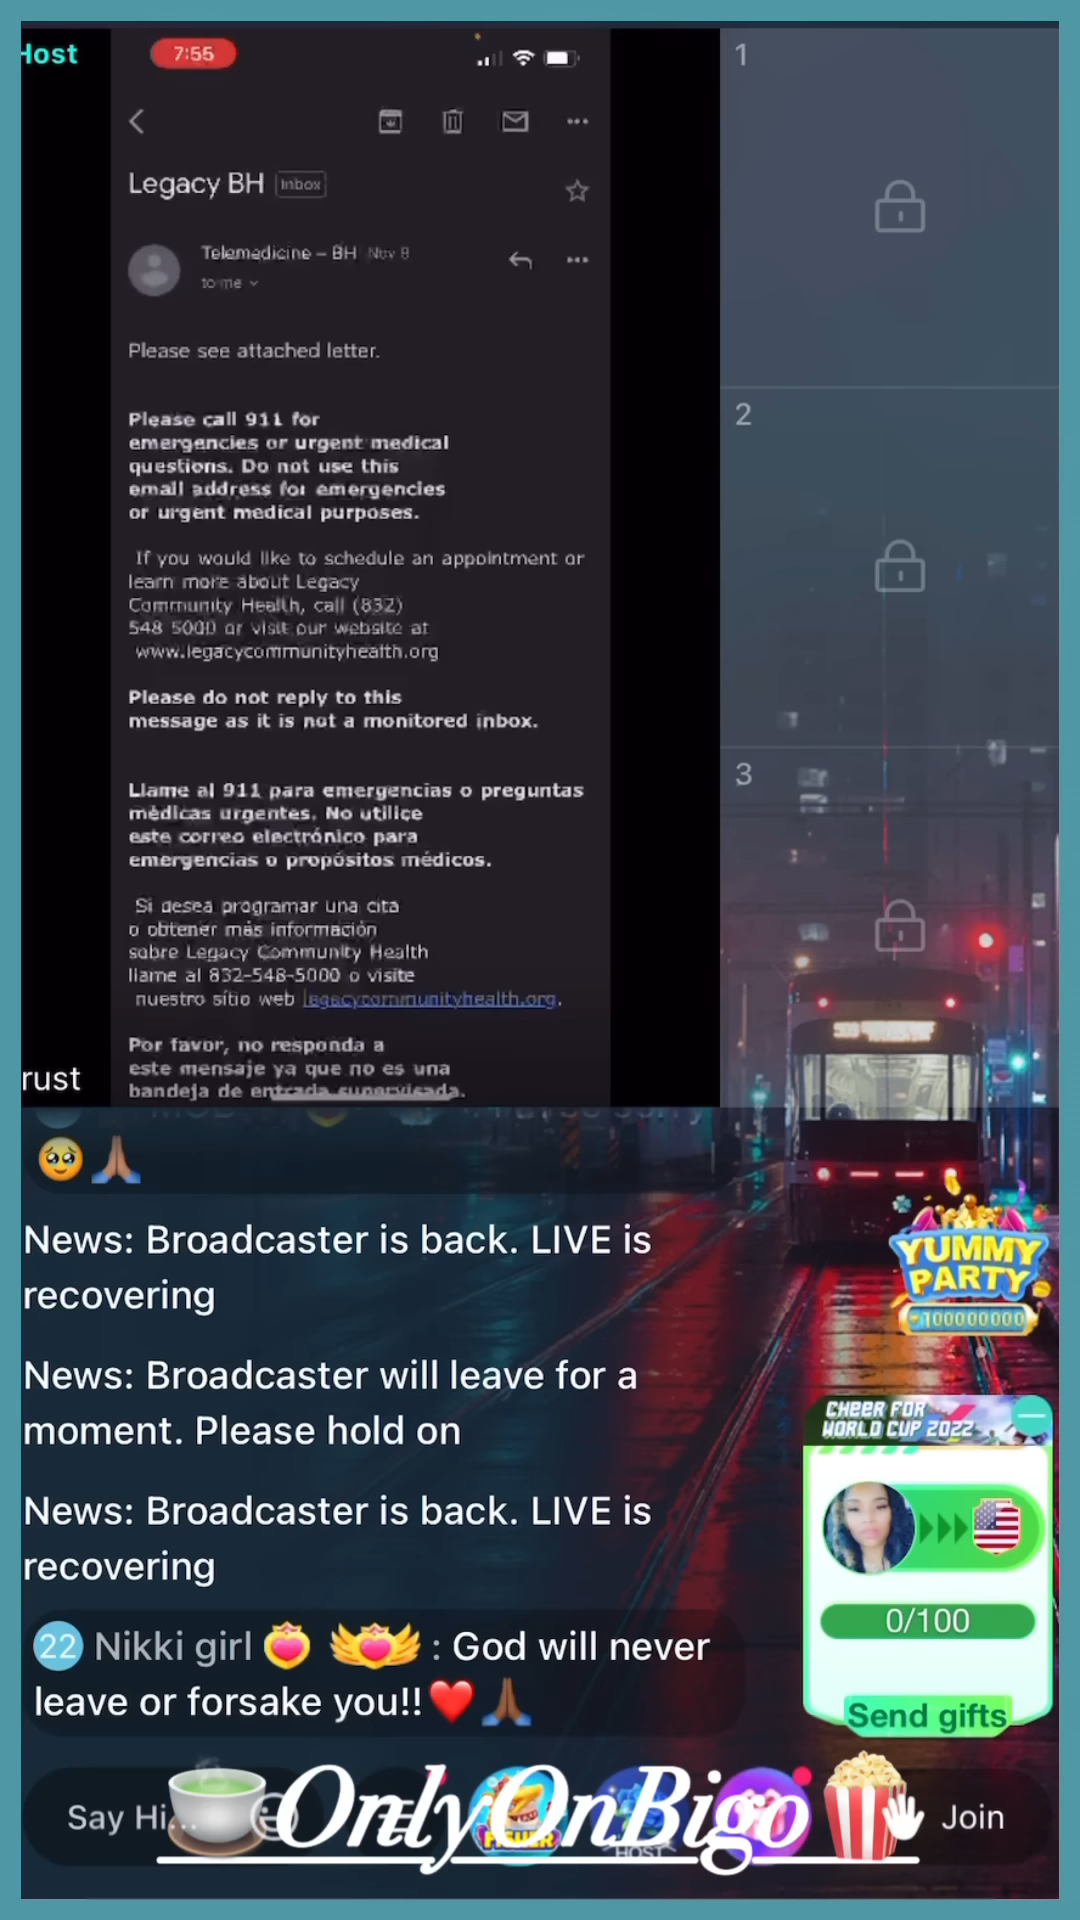 Host
7:55
1
Legacy BH Inbox
Telemedicine – BH Nov 8
to me
Please see attached letter.
Please call 911 for
emergencies or urgent medical
questions. Do not use this
email address for emergencies
or urgent medical purposes.
If you would like to schedule an appointment or
learn more about Legacy
Community Health, call (832)
548 5000 or visit our website at
www.legacycommunityhealth.org
Please do not reply to this
message as it is not a monitored inbox.
Llame al 911 para emergencias o preguntas
médicas urgentes. No utilice
este correo electrónico para
emergencias o propósitos médicos.
Si desea programar una cita
o obtener más información
sobre Legacy Community Health
llame al 832-548-5000 o visite
nuestro sitio web legacycommunityhealth.org.
Por favor, no responda a
este mensaje ya que no es una
bandeja de entrada supervisada.
2
3
rust
🥺🙏🏽
News: Broadcaster is back. LIVE is
recovering
News: Broadcaster will leave for a
moment. Please hold on
News: Broadcaster is back. LIVE is
recovering
22 Nikki girl : God will never
leave or forsake you!!❤️🙏🏾
YUMMY
PARTY
100000000
CHEER FOR
WORLD CUP 2022
0/100
Send gifts
Say Hi...
OnlyOnBigo
FISHER
HOST
Join